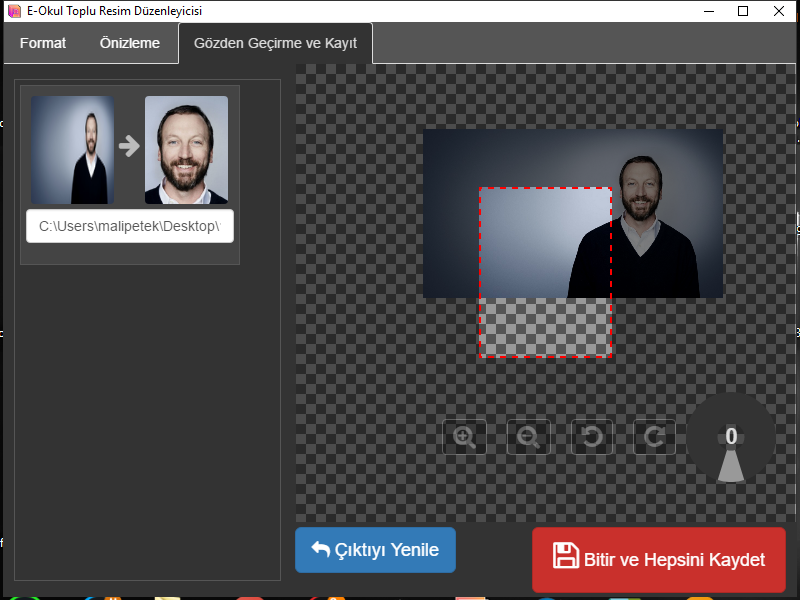 E-Okul Toplu Resim Düzenleyicisi
Format Önizleme Gözden Geçirme ve Kayıt
C:\Users\malipetek\Desktop\
0
Çıktıyı Yenile
Bitir ve Hepsini Kaydet